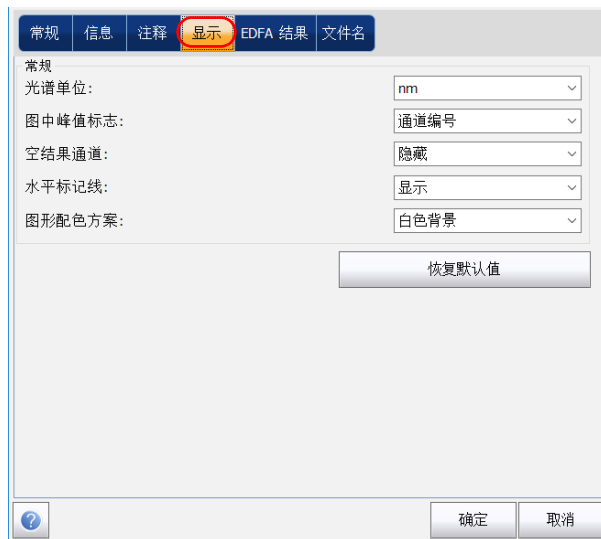 常规 信息 注释 显示 EDFA 结果 文件名
常规
光谱单位: nm
图中峰值标志: 通道编号
空结果通道: 隐藏
水平标记线: 显示
图形配色方案: 白色背景
恢复默认值
? 确定 取消